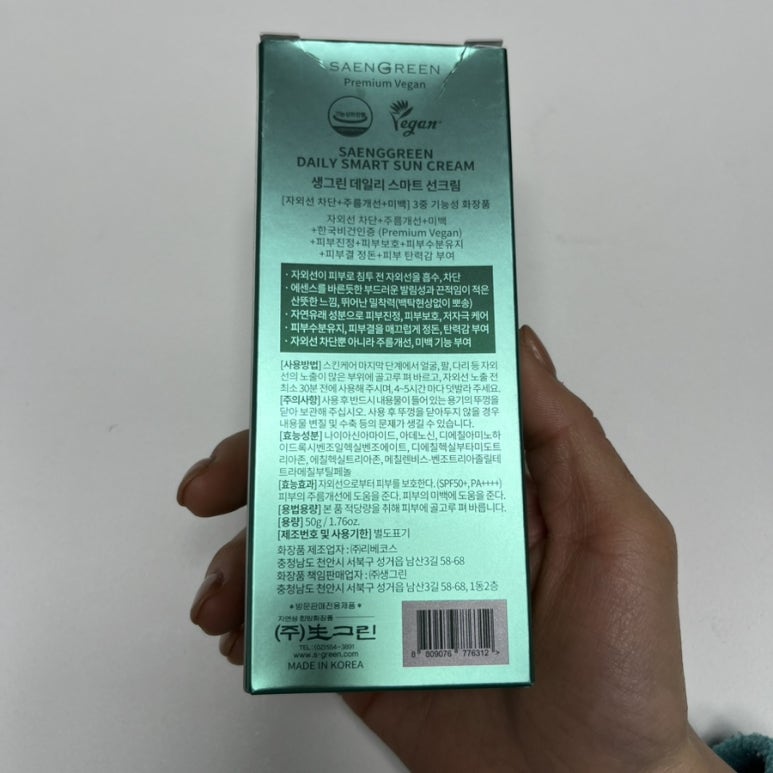 SAENGREEN
Premium Vegan
기능성화장품
Vegan
SAENGGREEN
DAILY SMART SUN CREAM
생그린 데일리 스마트 선크림
[자외선 차단+주름개선+미백] 3중 기능성 화장품
자외선 차단+주름개선+미백
+한국비건인증 (Premium Vegan)
+피부진정+피부보호+피부수분유지
+피부결 정돈+피부 탄력감 부여
· 자외선이 피부로 침투 전 자외선을 흡수, 차단
· 에센스를 바른듯한 부드러운 발림성과 끈적임이 적은
산뜻한 느낌, 뛰어난 밀착력(백탁현상없이 뽀송)
· 자연유래 성분으로 피부진정, 피부보호, 저자극 케어
· 피부수분유지, 피부결을 매끄럽게 정돈, 탄력감 부여
· 자외선 차단뿐 아니라 주름개선, 미백 기능 부여
[사용방법] 스킨케어 마지막 단계에서 얼굴, 팔, 다리 등 자외
선의 노출이 많은 부위에 골고루 펴 바르고, 자외선 노출 전
최소 30분 전에 사용해 주시며, 4~5시간 마다 덧발라 주세요.
[주의사항] 사용 후 반드시 내용물이 들어있는 용기의 뚜껑을
닫아 보관해 주십시오. 사용 후 뚜껑을 닫아두지 않을 경우
내용물 변질 및 수축 등의 문제가 생길 수 있습니다.
[효능성분] 나이아신아마이드, 아데노신, 디에칠아미노하
이드록시벤조일헥실벤조에이트, 디에칠헥실부타미도트
리아존, 에칠헥실트리아존, 메칠렌비스-벤조트리아졸릴테
트라메칠부틸페놀
[효능효과] 자외선으로부터 피부를 보호한다. (SPF50+, PA++++)
피부의 주름개선에 도움을 준다. 피부의 미백에 도움을 준다.
[용법용량] 본 품 적당량을 취해 피부에 골고루 펴 바릅니다.
[용량] 50g / 1.76oz.
[제조번호 및 사용기한] 별도표기
화장품 제조업자 : ㈜리베코스
충청남도 천안시 서북구 성거읍 남산3길 58-68
화장품 책임판매업자 : ㈜생그린
충청남도 천안시 서북구 성거읍 남산3길 58-68, 1동2층
*방문판매전용제품*
자연성 한방화장품
(주)生그린
TEL : (02)554-3891
www.s-green.com
MADE IN KOREA
8 809076 776312 >